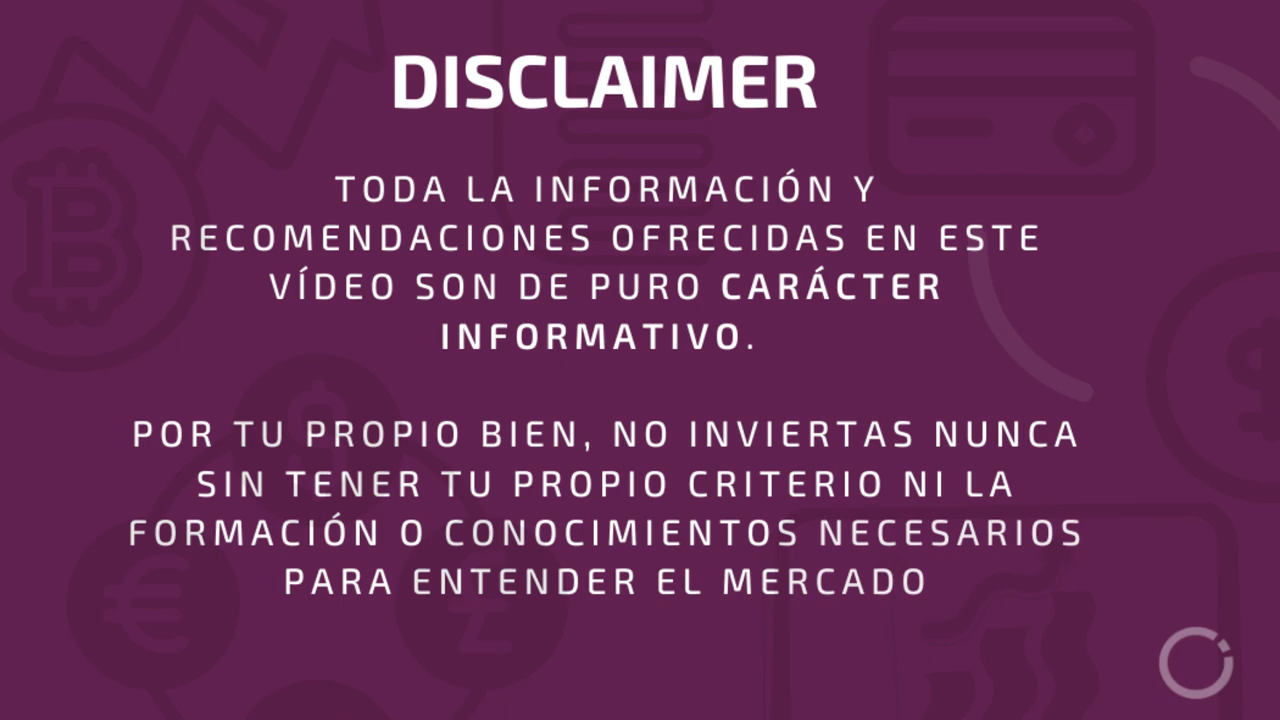 DISCLAIMER
TODA LA INFORMACIÓN Y
RECOMENDACIONES OFRECIDAS EN ESTE
VÍDEO SON DE PURO CARÁCTER
INFORMATIVO.
POR TU PROPIO BIEN, NO INVIERTAS NUNCA
SIN TENER TU PROPIO CRITERIO NI LA
FORMACIÓN O CONOCIMIENTOS NECESARIOS
PARA ENTENDER EL MERCADO